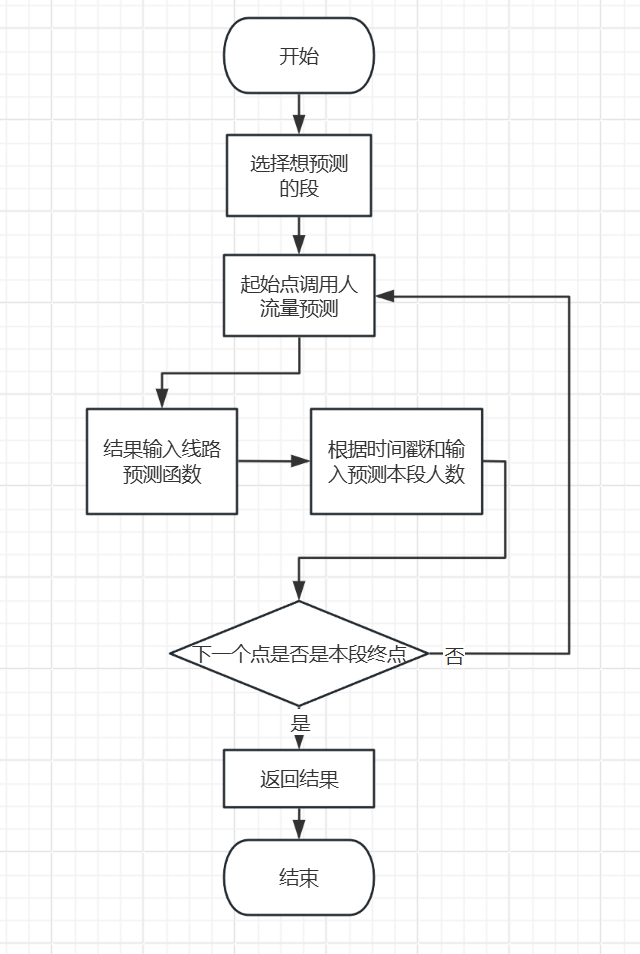 开始
选择想预测
的段
起始点调用人
流量预测
结果输入线路
预测函数
根据时间戳和输
入预测本段人数
下一个点是否是本段终点
否
是
返回结果
结束